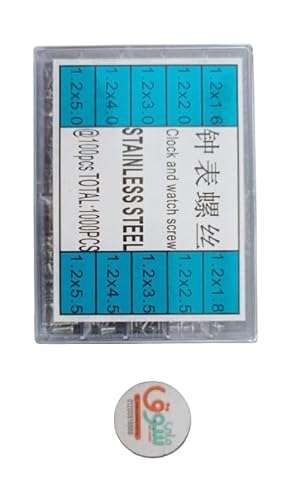 1.2x1.6
1.2x2.0
1.2x3.0
1.2x4.0
1.2x5.0
钟表螺丝
Clock and watch screw
STAINLESS STEEL
@100pcs TOTAL:1000PCS
1.2x1.8
1.2x2.5
1.2x3.5
1.2x4.5
1.2x5.5
سوق